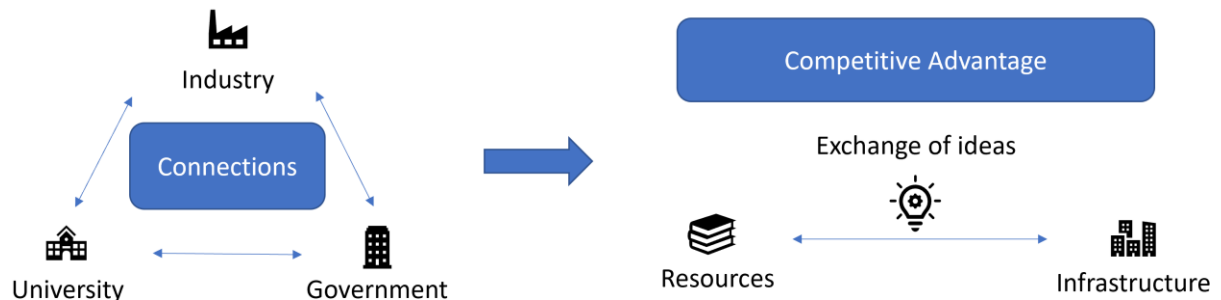 Industry
Connections
University
Government
Competitive Advantage
Exchange of ideas
Resources
Infrastructure